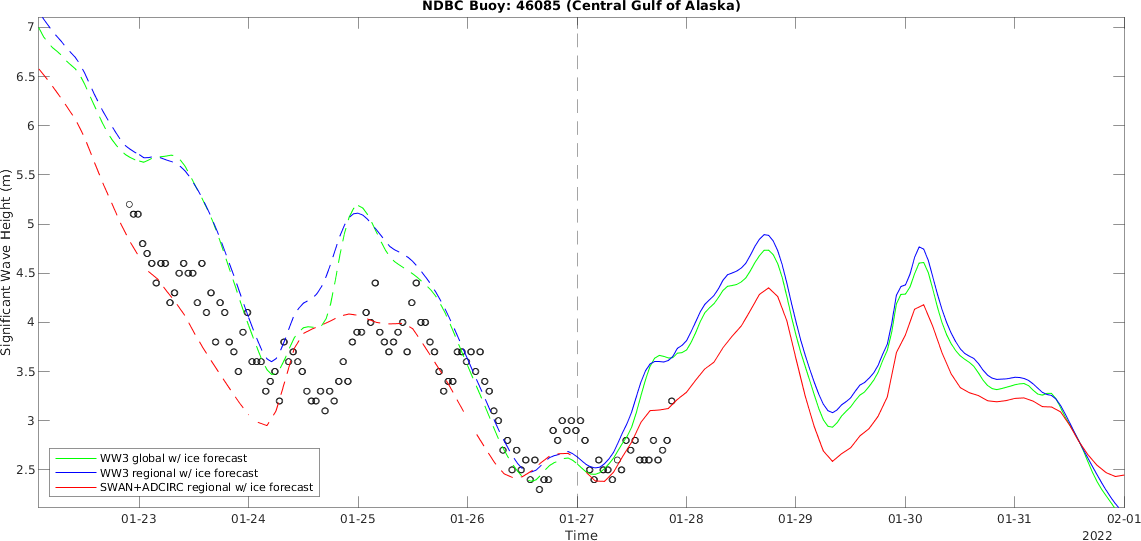 NDBC Buoy: 46085 (Central Gulf of Alaska)
7
6.5
6
5.5
5
4.5
4
3.5
3
2.5
Significant Wave Height (m)
WW3 global w/ ice forecast
WW3 regional w/ ice forecast
SWAN+ADCIRC regional w/ ice forecast
01-23 01-24 01-25 01-26 01-27 01-28 01-29 01-30 01-31 02-01
Time
2022